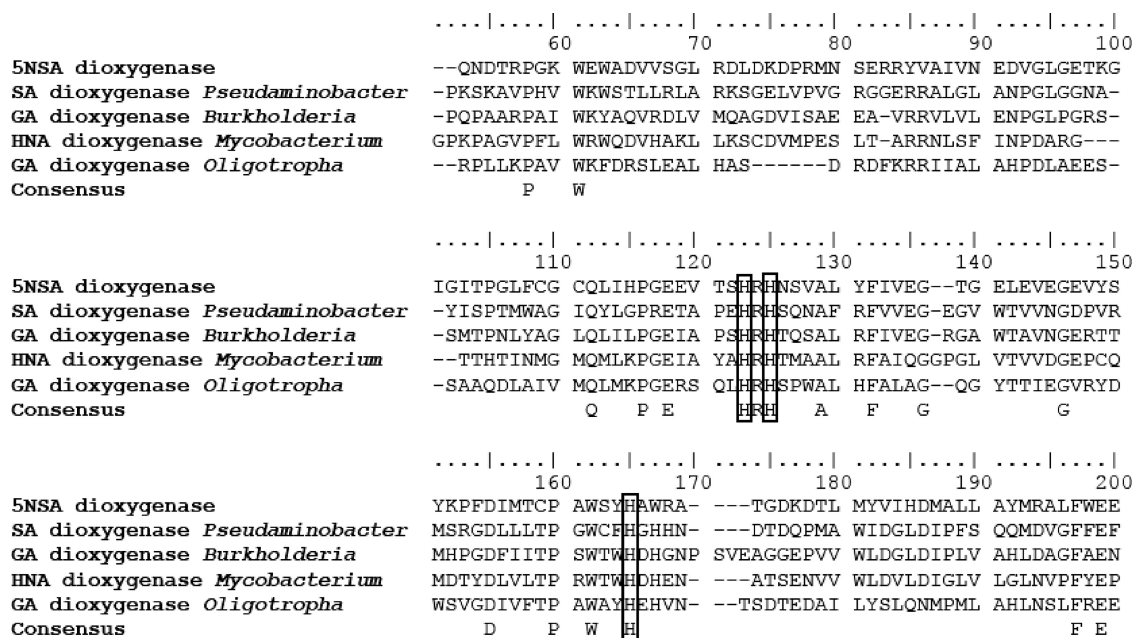 ....|....| ....|....| ....|....| ....|....| ....|....|
60 70 80 90 100
5NSA dioxygenase --QNDTRPGK WEWADVVSGL RDLDKDPRMN SERRYVAIVN EDVGLGETKG
SA dioxygenase Pseudaminobacter -PKSKAVPHV WKWSTLLRLA RKSGELVPVG RGGERRALGL ANPGLGGNA-
GA dioxygenase Burkholderia -PQPAARPAI WKYAQVRDLV MQAGDVISAE EA-VRRVLVL ENPGLPGRS-
HNA dioxygenase Mycobacterium GPKPAGVPFL WRWQDVHAKL LKSCDVMPES LT-ARRNLSF INPDARG---
GA dioxygenase Oligotropha --RPLLKPAV WKFDRSLEAL HAS-----D RDFKRRIIAL AHPDLAEES-
Consensus P W
....|....| ....|....| ....|....| ....|....| ....|....|
110 120 130 140 150
5NSA dioxygenase IGITPGLFCG CQLIHPGEEV TSHRHNSVAL YFIVEG--TG ELEVEGEVYS
SA dioxygenase Pseudaminobacter -YISPTMWAG IQYLGPRETA PEHRHSQNAF RFVVEG-EGV WTVVNGDPVR
GA dioxygenase Burkholderia -SMTPNLYAG LQLILPGEIA PSHRHTQSAL RFIVEG-RGA WTAVNGERTT
HNA dioxygenase Mycobacterium --TTHTINMG MQMLKPGEIA YAHRHTMAAL RFAIQGGPGL VTVVDGEPCQ
GA dioxygenase Oligotropha -SAAQDLAIV MQLMKPGERS QLHRHSPWAL HFALAG--QG YTTIEGVRYD
Consensus Q P E HRH A F G G
....|....| ....|....| ....|....| ....|....| ....|....|
160 170 180 190 200
5NSA dioxygenase YKPFDIMTCP AWSYHAWRA- ---TGDKDTL MYVIHDMALL AYMRALFWEE
SA dioxygenase Pseudaminobacter MSRGDLLLTP GWCFHGHHN- ---DTDQPMA WIDGLDIPFS QQMDVGFFEF
GA dioxygenase Burkholderia MHPGDFIITP SWTWHDHGNP SVEAGGEPVV WLDGLDIPLV AHLDAGFAEN
HNA dioxygenase Mycobacterium MDTYDLVLTP RWTWHDHEN- ---ATSENVV WLDVLDIGLV LGLNVPFYEP
GA dioxygenase Oligotropha WSVGDIVFTP AWAYHEHVN- --TSDTEDAI LYSLQNMPML AHLNSLFREE
Consensus D P W H F E